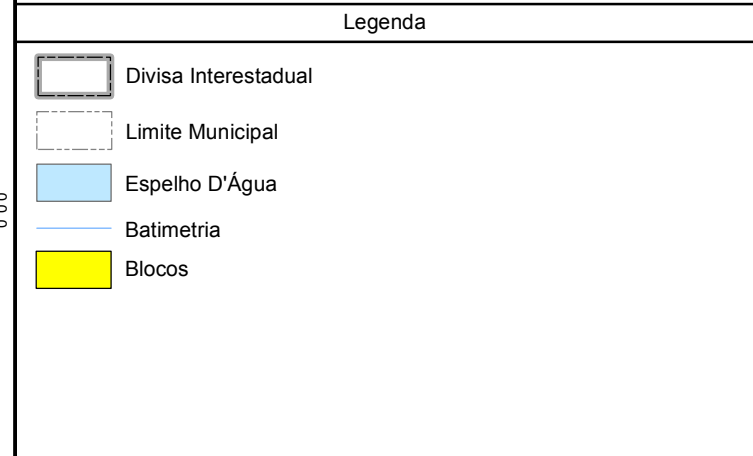 Legenda
Divisa Interestadual
Limite Municipal
Espelho D'Água
Batimetria
Blocos